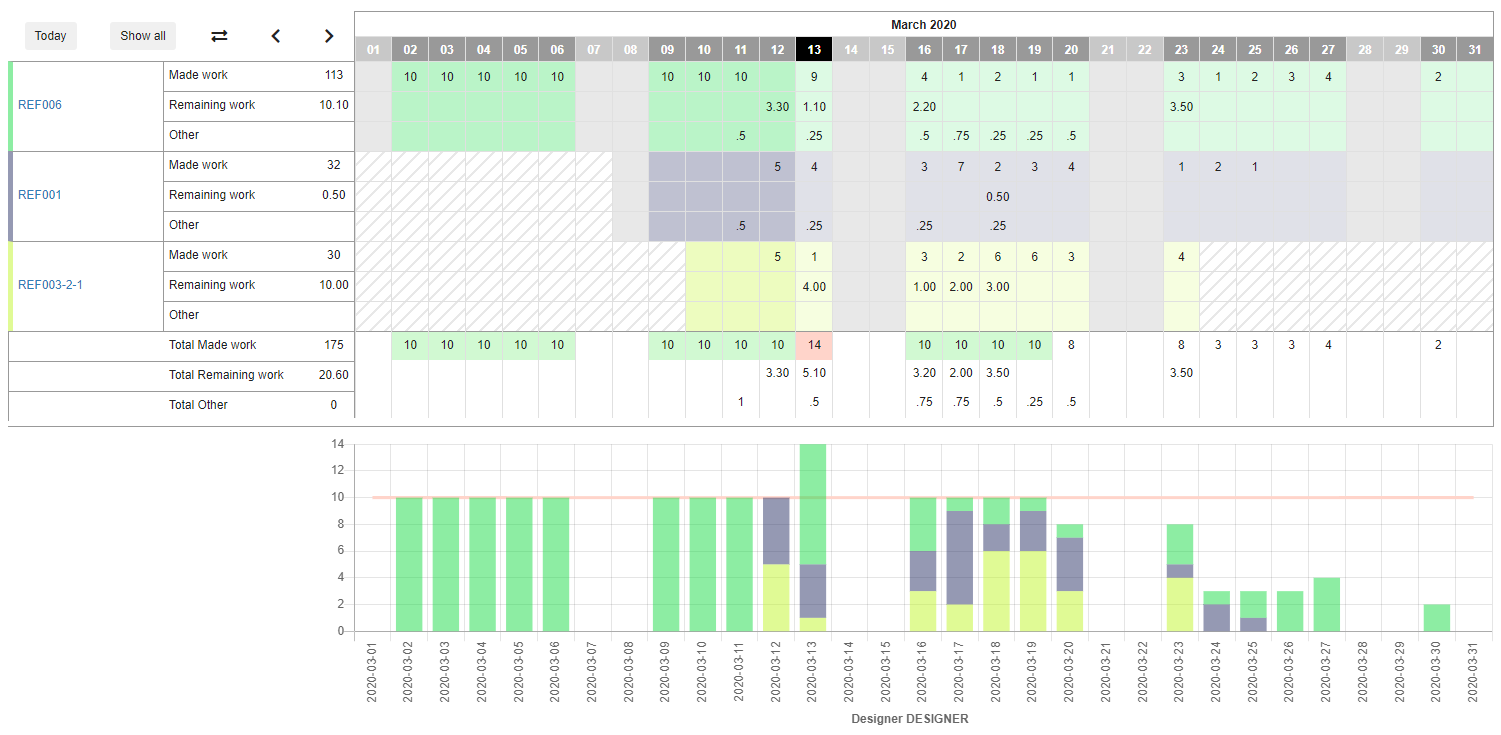 March 2020
Today Show all
01 02 03 04 05 06 07 08 09 10 11 12 13 14 15 16 17 18 19 20 21 22 23 24 25 26 27 28 29 30 31
Made work 113 10 10 10 10 10 10 10 10 9 4 1 2 1 1 3 1 2 3 4 2
REF006 Remaining work 10.10 3.30 1.10 2.20 3.50
Other .5 .25 .5 .75 .25 .25 .5
Made work 32 5 4 3 7 2 3 4 1 2 1
REF001 Remaining work 0.50 0.50
Other .5 .25 .25 .25
Made work 30 5 1 3 2 6 6 3 4
REF003-2-1 Remaining work 10.00 4.00 1.00 2.00 3.00
Other
Total Made work 175 10 10 10 10 10 10 10 10 10 14 10 10 10 10 8 8 3 3 3 4 2
Total Remaining work 20.60 3.30 5.10 3.20 2.00 3.50 3.50
Total Other 0 1 .5 .75 .75 .5 .25 .5
14
12
10
8
6
4
2
0
2020-03-01 2020-03-02 2020-03-03 2020-03-04 2020-03-05 2020-03-06 2020-03-07 2020-03-08 2020-03-09 2020-03-10 2020-03-11 2020-03-12 2020-03-13 2020-03-14 2020-03-15 2020-03-16 2020-03-17 2020-03-18 2020-03-19 2020-03-20 2020-03-21 2020-03-22 2020-03-23 2020-03-24 2020-03-25 2020-03-26 2020-03-27 2020-03-28 2020-03-29 2020-03-30 2020-03-31
Designer DESIGNER